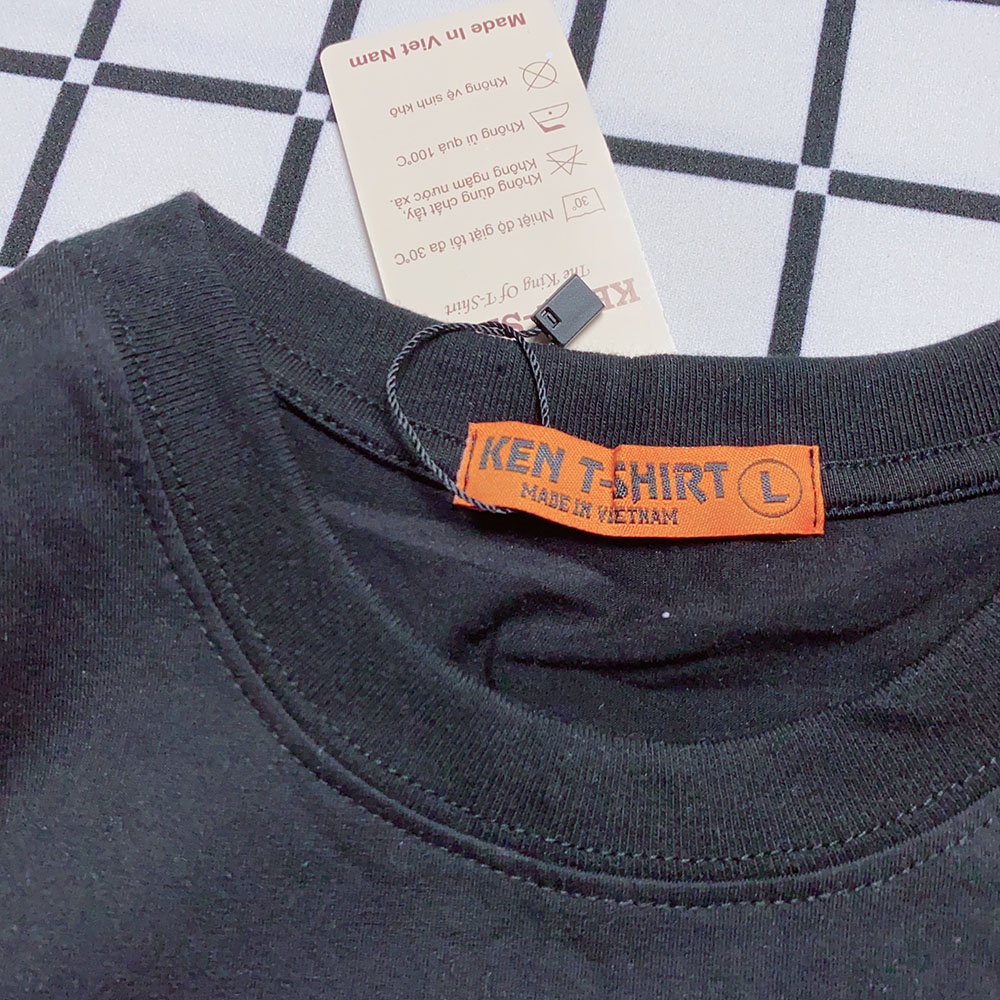 KEN T-SHIRT L
MADE IN VIETNAM
The King Of T-Shirt
Nhiệt độ giặt tối đa 30°C
30°
Không dùng chất tẩy,
Không ngâm nước xả.
Không ủi quá 100°C
Không vệ sinh khô
Made In Viet Nam